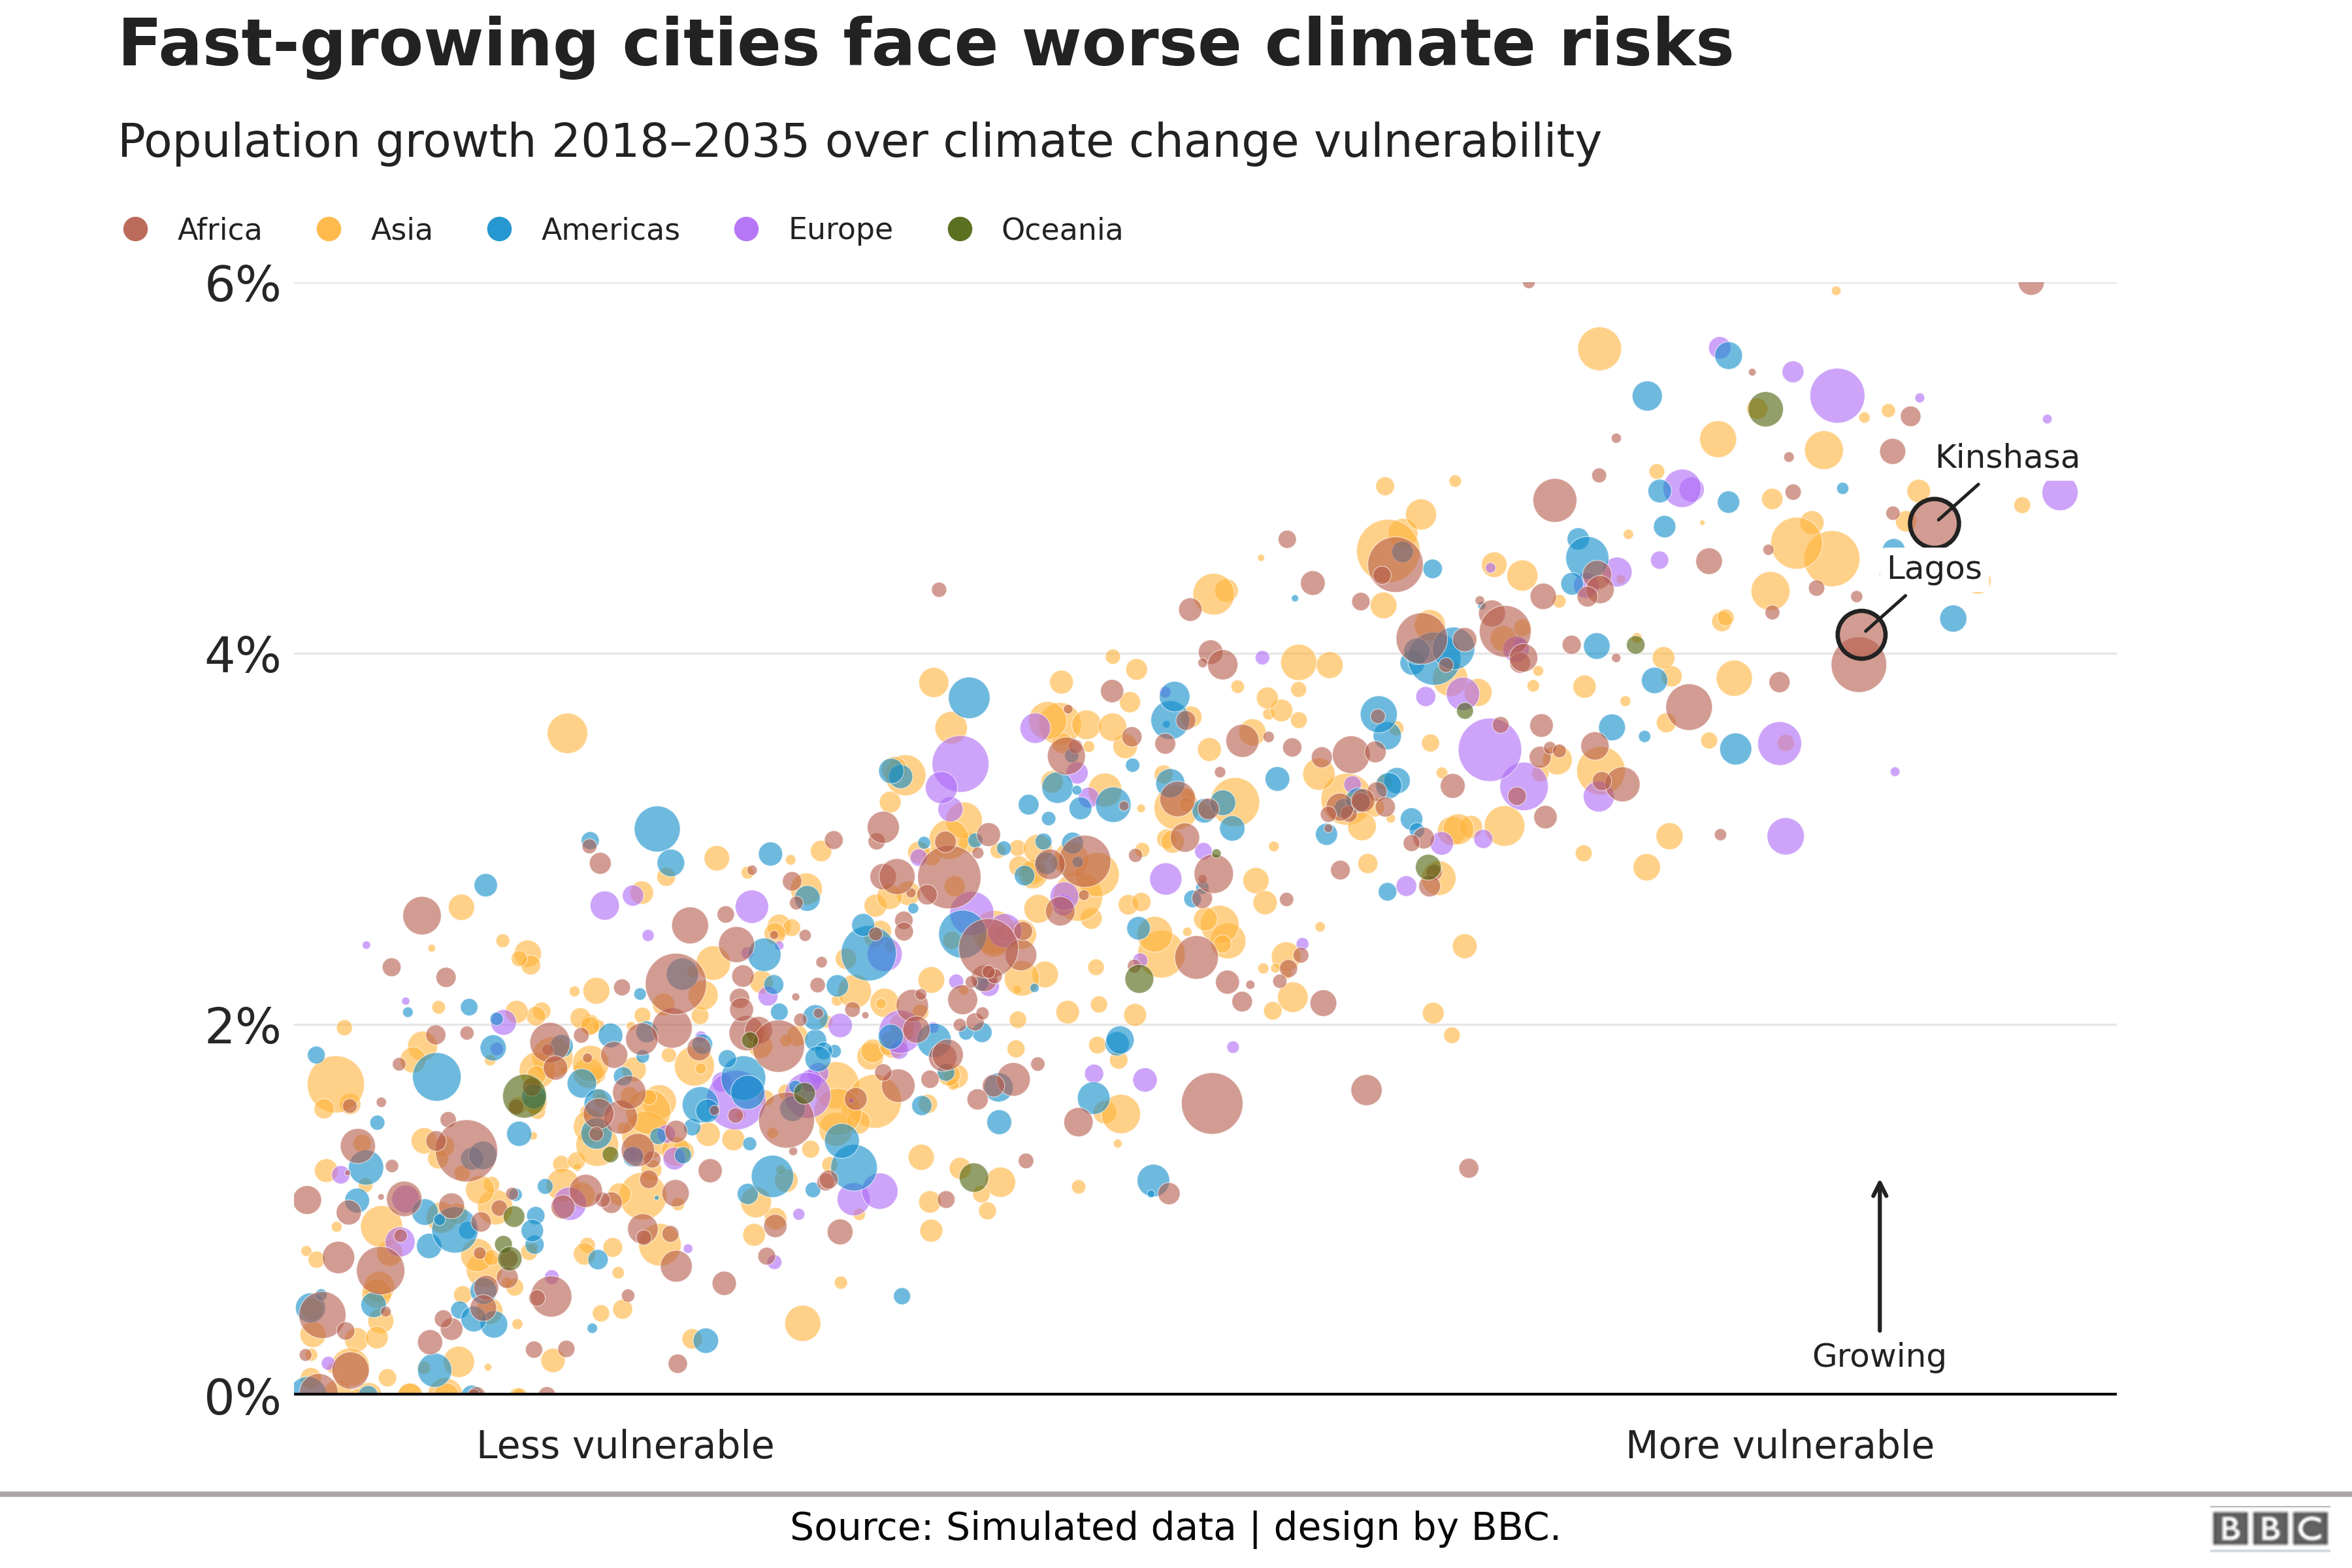 Fast-growing cities face worse climate risks
Population growth 2018–2035 over climate change vulnerability
Africa Asia Americas Europe Oceania
6%
Kinshasa
Lagos
4%
2%
Growing
0%
Less vulnerable More vulnerable
Source: Simulated data | design by BBC.
BBC